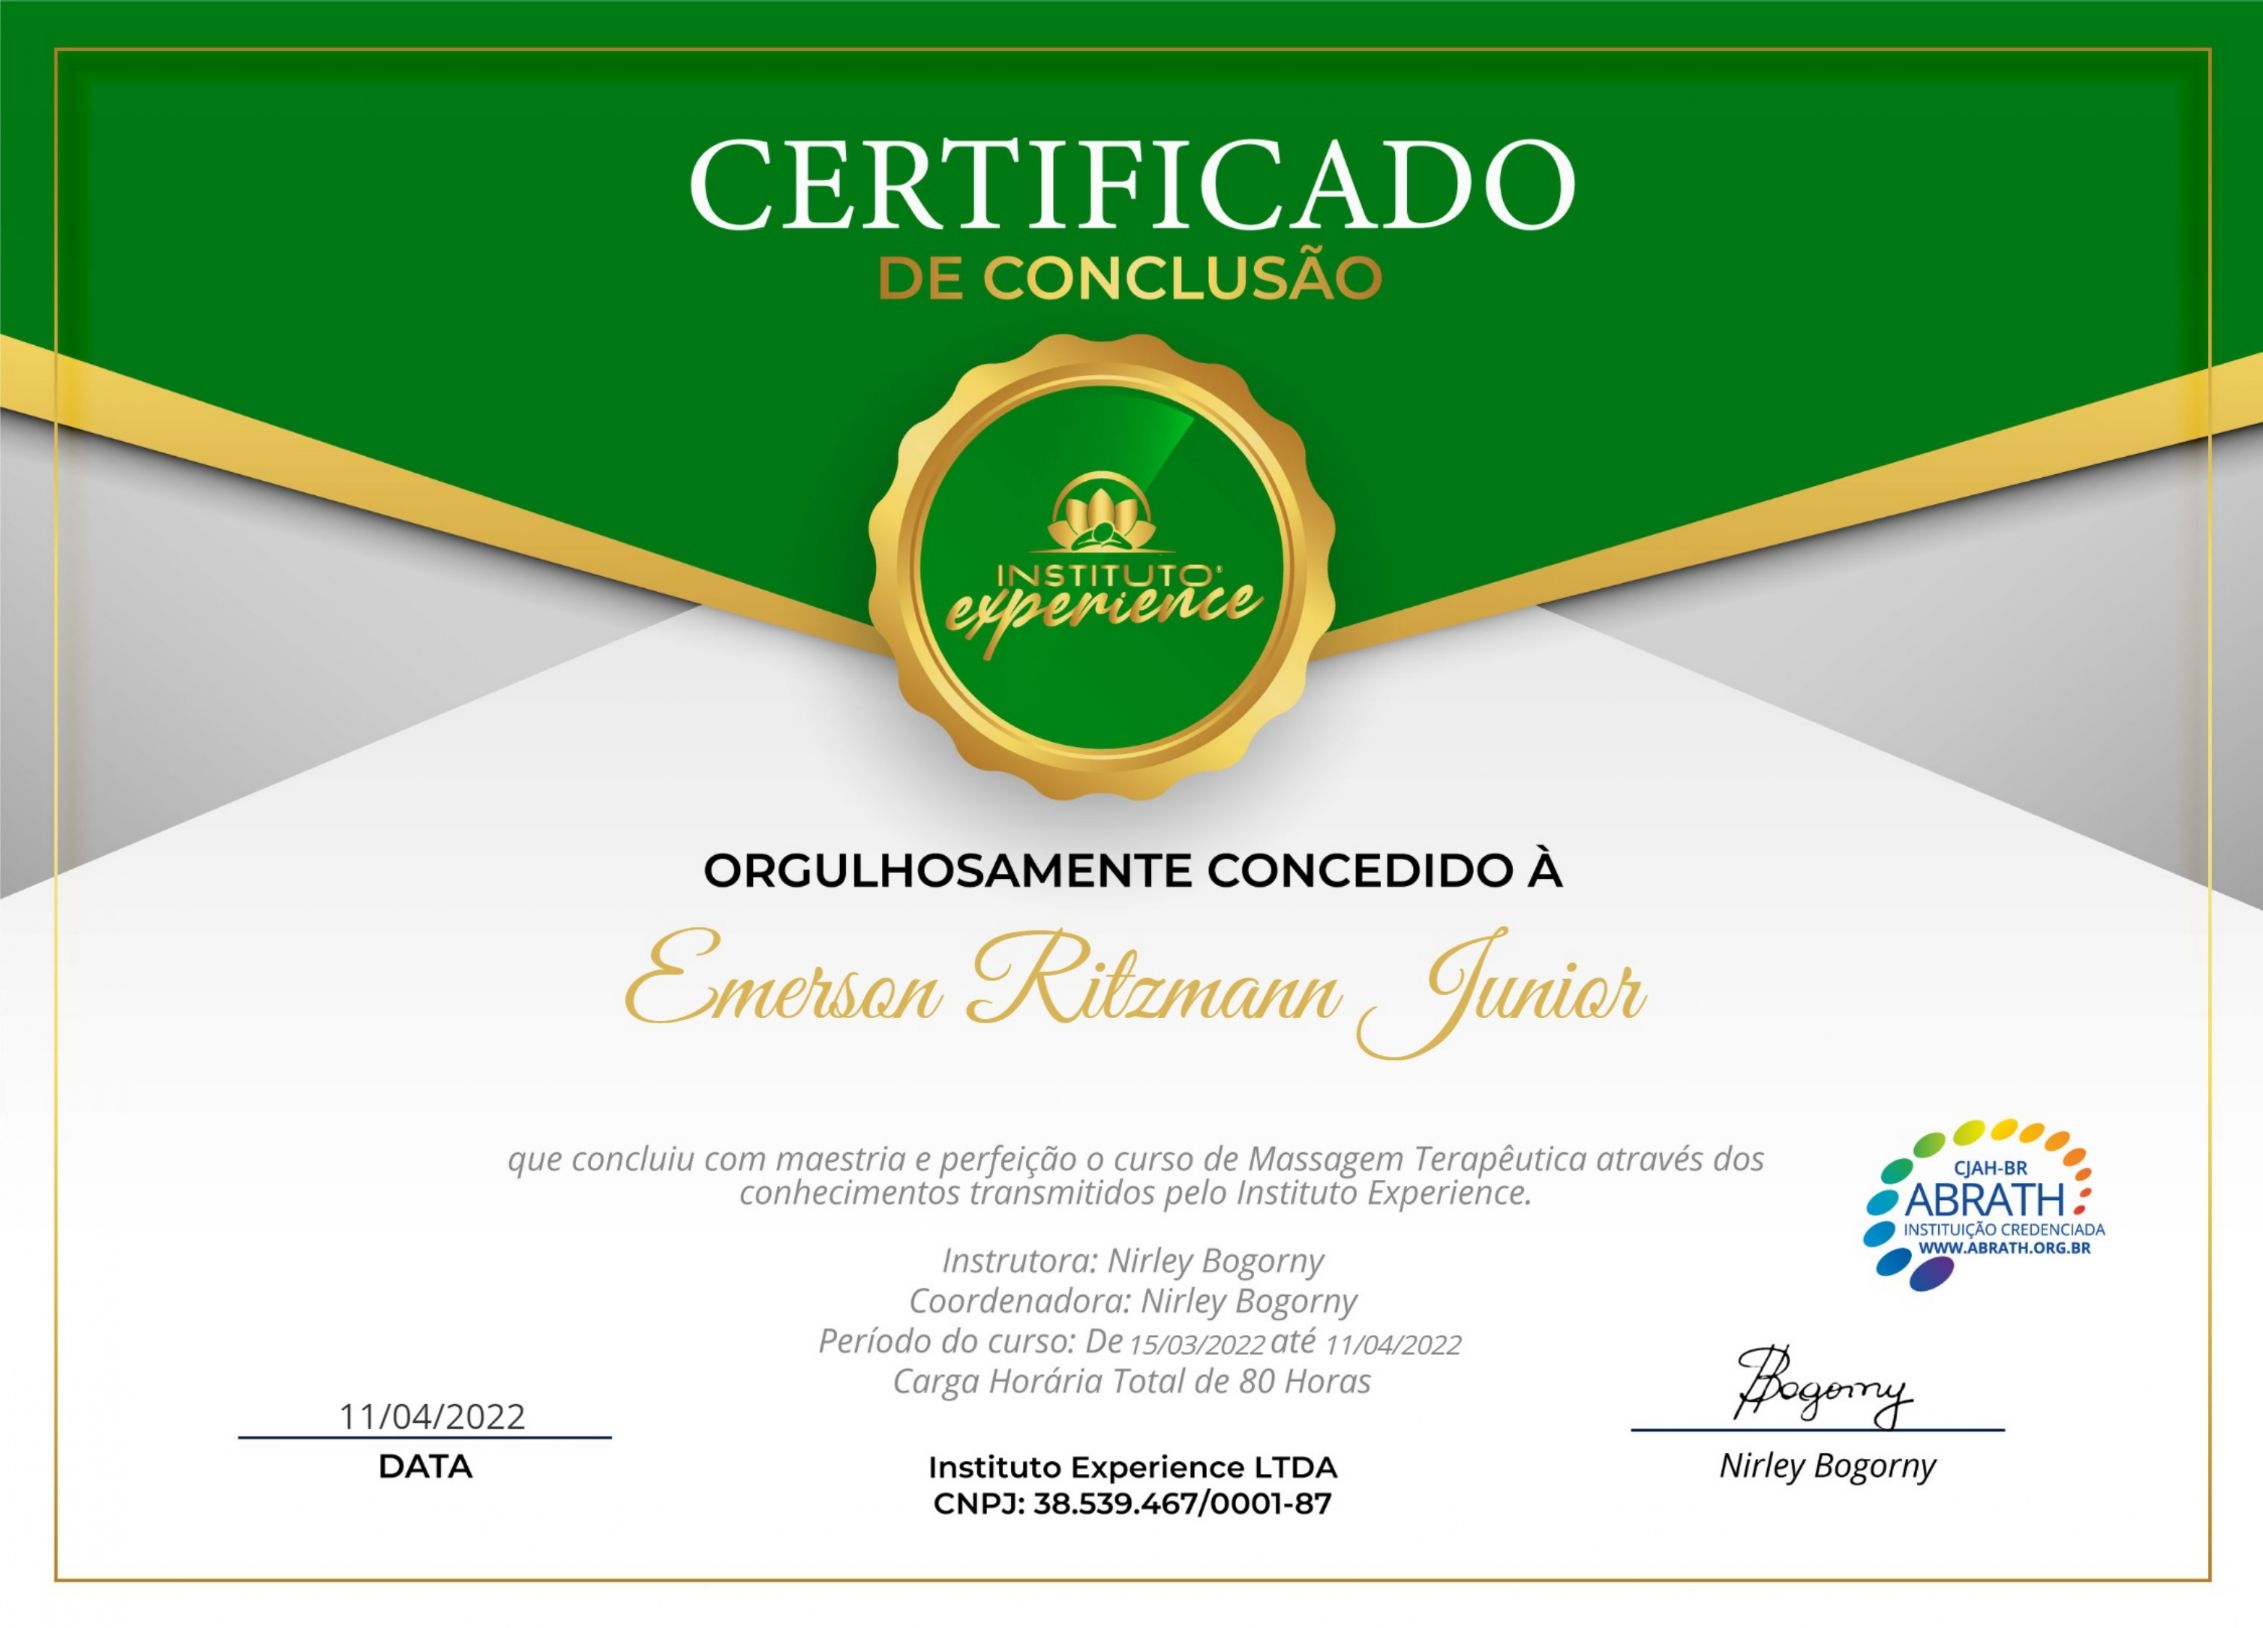 CERTIFICADO
DE CONCLUSÃO
INSTITUTO®
experience
ORGULHOSAMENTE CONCEDIDO À
Emerson Ritzmann Junior
que concluiu com maestria e perfeição o curso de Massagem Terapêutica através dos
conhecimentos transmitidos pelo Instituto Experience.
CJAH-BR
ABRATH
INSTITUIÇÃO CREDENCIADA
WWW.ABRATH.ORG.BR
Instrutora: Nirley Bogorny
Coordenadora: Nirley Bogorny
Período do curso: De 15/03/2022 até 11/04/2022
Carga Horária Total de 80 Horas
11/04/2022
DATA
Instituto Experience LTDA
CNPJ: 38.539.467/0001-87
NBogorny
Nirley Bogorny